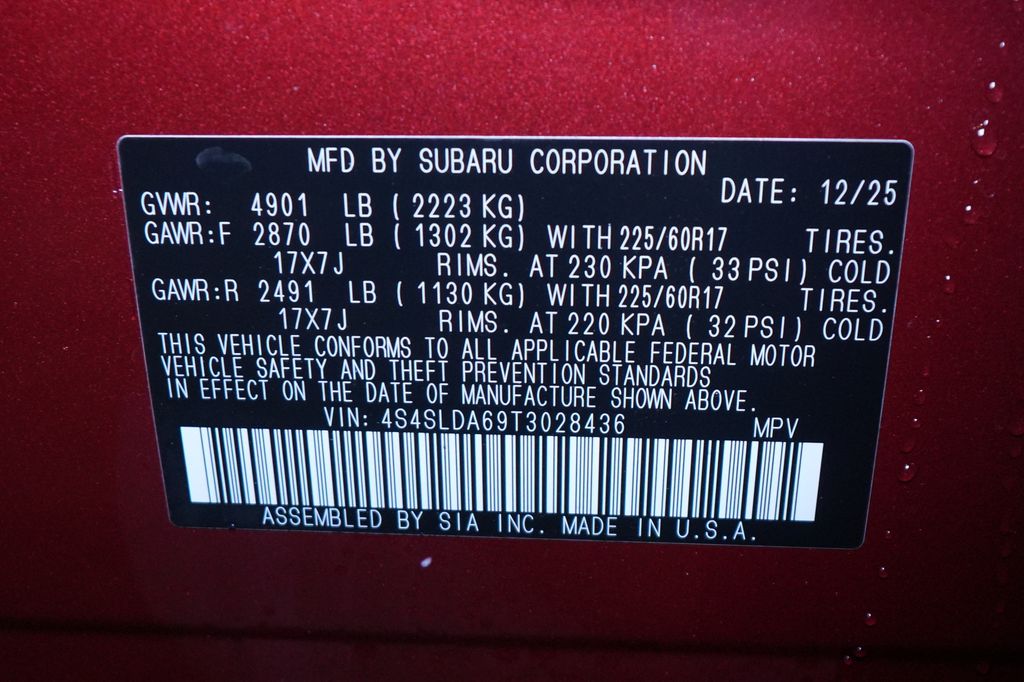 MFD BY SUBARU CORPORATION
DATE: 12/25
GVWR: 4901 LB (2223 KG)
GAWR:F 2870 LB (1302 KG) WITH 225/60R17 TIRES.
17X7J RIMS. AT 230 KPA (33 PSI) COLD
GAWR:R 2491 LB (1130 KG) WITH 225/60R17 TIRES.
17X7J RIMS. AT 220 KPA (32 PSI) COLD
THIS VEHICLE CONFORMS TO ALL APPLICABLE FEDERAL MOTOR
VEHICLE SAFETY AND THEFT PREVENTION STANDARDS
IN EFFECT ON THE DATE OF MANUFACTURE SHOWN ABOVE.
VIN: 4S4SLDA69T3028436 MPV
ASSEMBLED BY SIA INC. MADE IN U.S.A.